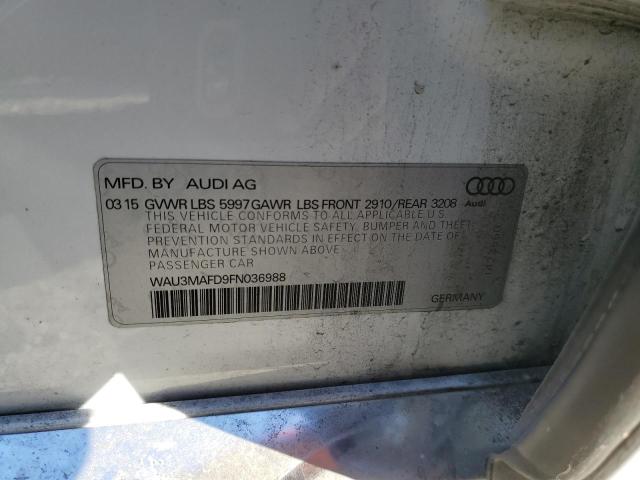 MFD. BY AUDI AG
03 15 GVWR LBS 5997 GAWR LBS FRONT 2910/REAR 3208
Audi
THIS VEHICLE CONFORMS TO ALL APPLICABLE U.S.
FEDERAL MOTOR VEHICLE SAFETY, BUMPER AND THEFT
PREVENTION STANDARDS IN EFFECT ON THE DATE OF
MANUFACTURE SHOWN ABOVE.
PASSENGER CAR
WAU3MAFD9FN036988
GERMANY